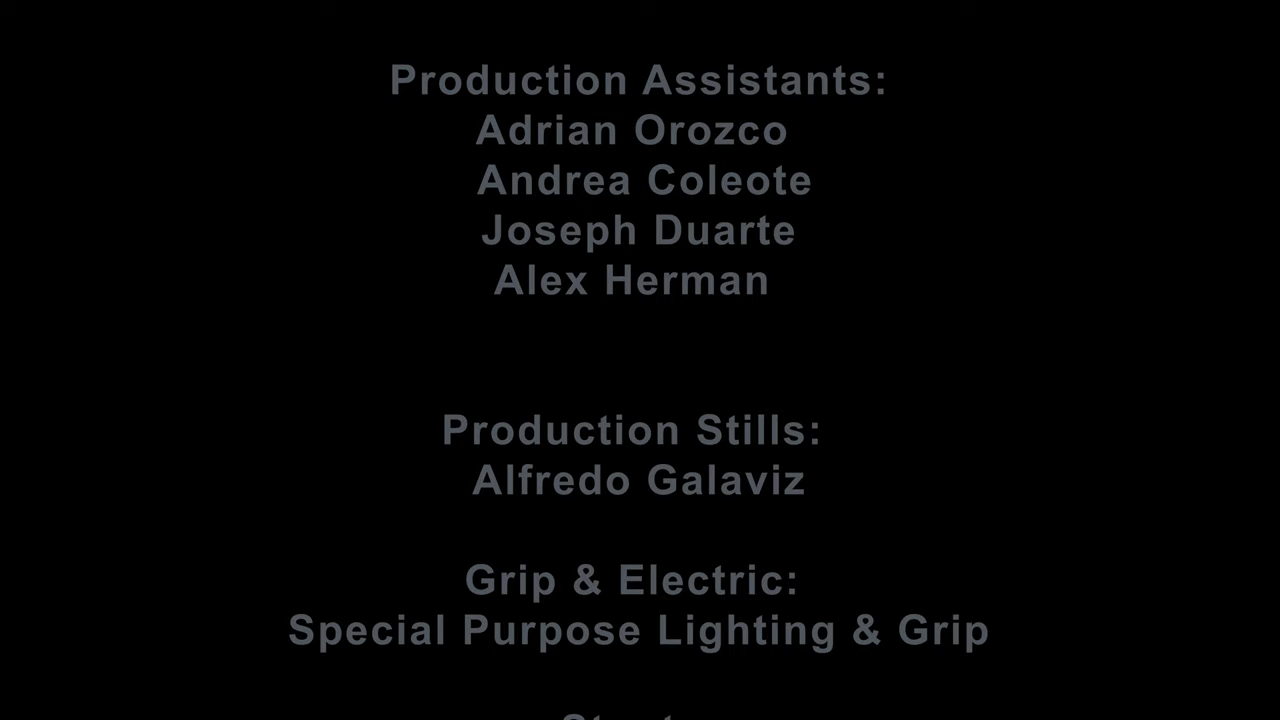 Production Assistants:
Adrian Orozco
Andrea Coleote
Joseph Duarte
Alex Herman
Production Stills:
Alfredo Galaviz
Grip & Electric:
Special Purpose Lighting & Grip